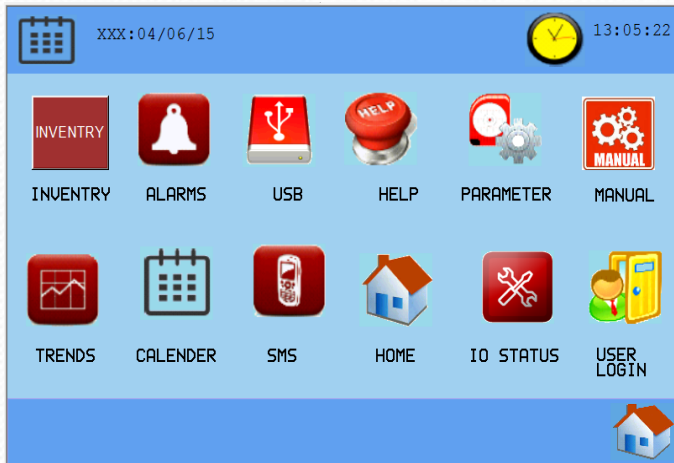 XXX:04/06/15
13:05:22
INVENTRY
HELP
MANUAL
INVENTRY ALARMS USB HELP PARAMETER MANUAL
TRENDS CALENDER SMS HOME IO STATUS USER
LOGIN